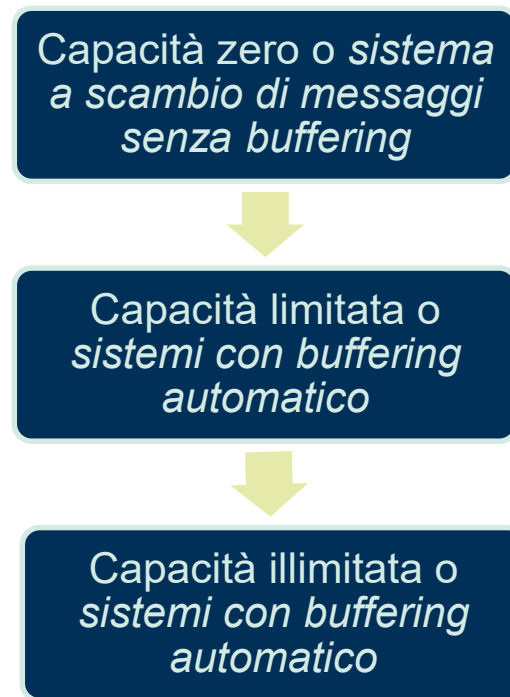 Capacità zero o sistema
a scambio di messaggi
senza buffering
Capacità limitata o
sistemi con buffering
automatico
Capacità illimitata o
sistemi con buffering
automatico